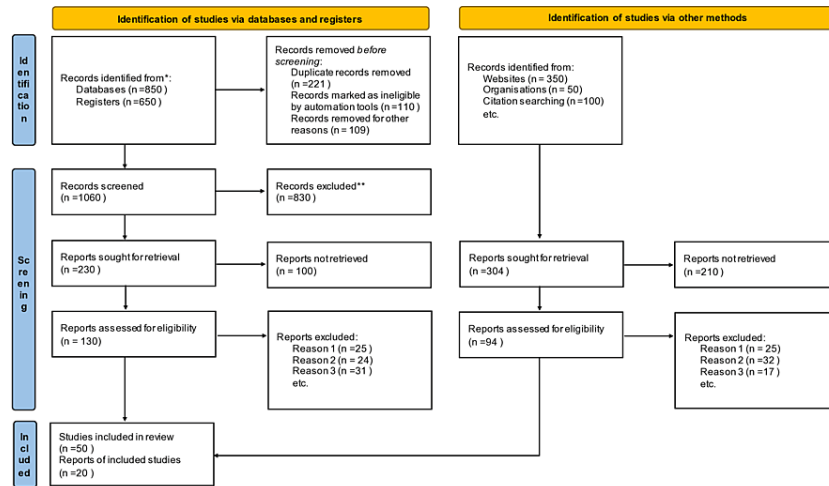 Identification of studies via databases and registers
Identification of studies via other methods
Id
entific
catio
n
Records identified from*:
Databases (n =850)
Registers (n =650)
Records removed before
screening:
Duplicate records removed
(n =221)
Records marked as ineligible
by automation tools (n =110)
Records removed for other
reasons (n = 109)
Records identified from:
Websites (n = 350)
Organisations (n = 50)
Citation searching (n =100)
etc.
Sc
re
en
in
g
Records screened
(n =1060)
Records excluded**
(n =830)
Reports sought for retrieval
(n =230)
Reports not retrieved
(n = 100)
Reports sought for retrieval
(n =304)
Reports not retrieved
(n =210)
Reports assessed for eligibility
(n = 130)
Reports excluded:
Reason 1 (n =25 )
Reason 2 (n = 24)
Reason 3 (n =31 )
etc.
Reports assessed for eligibility
(n =94 )
Reports excluded:
Reason 1 (n = 25)
Reason 2 (n = 32)
Reason 3 (n =17 )
etc.
In
cl
ud
ed
Studies included in review
(n =50 )
Reports of included studies
(n =20 )